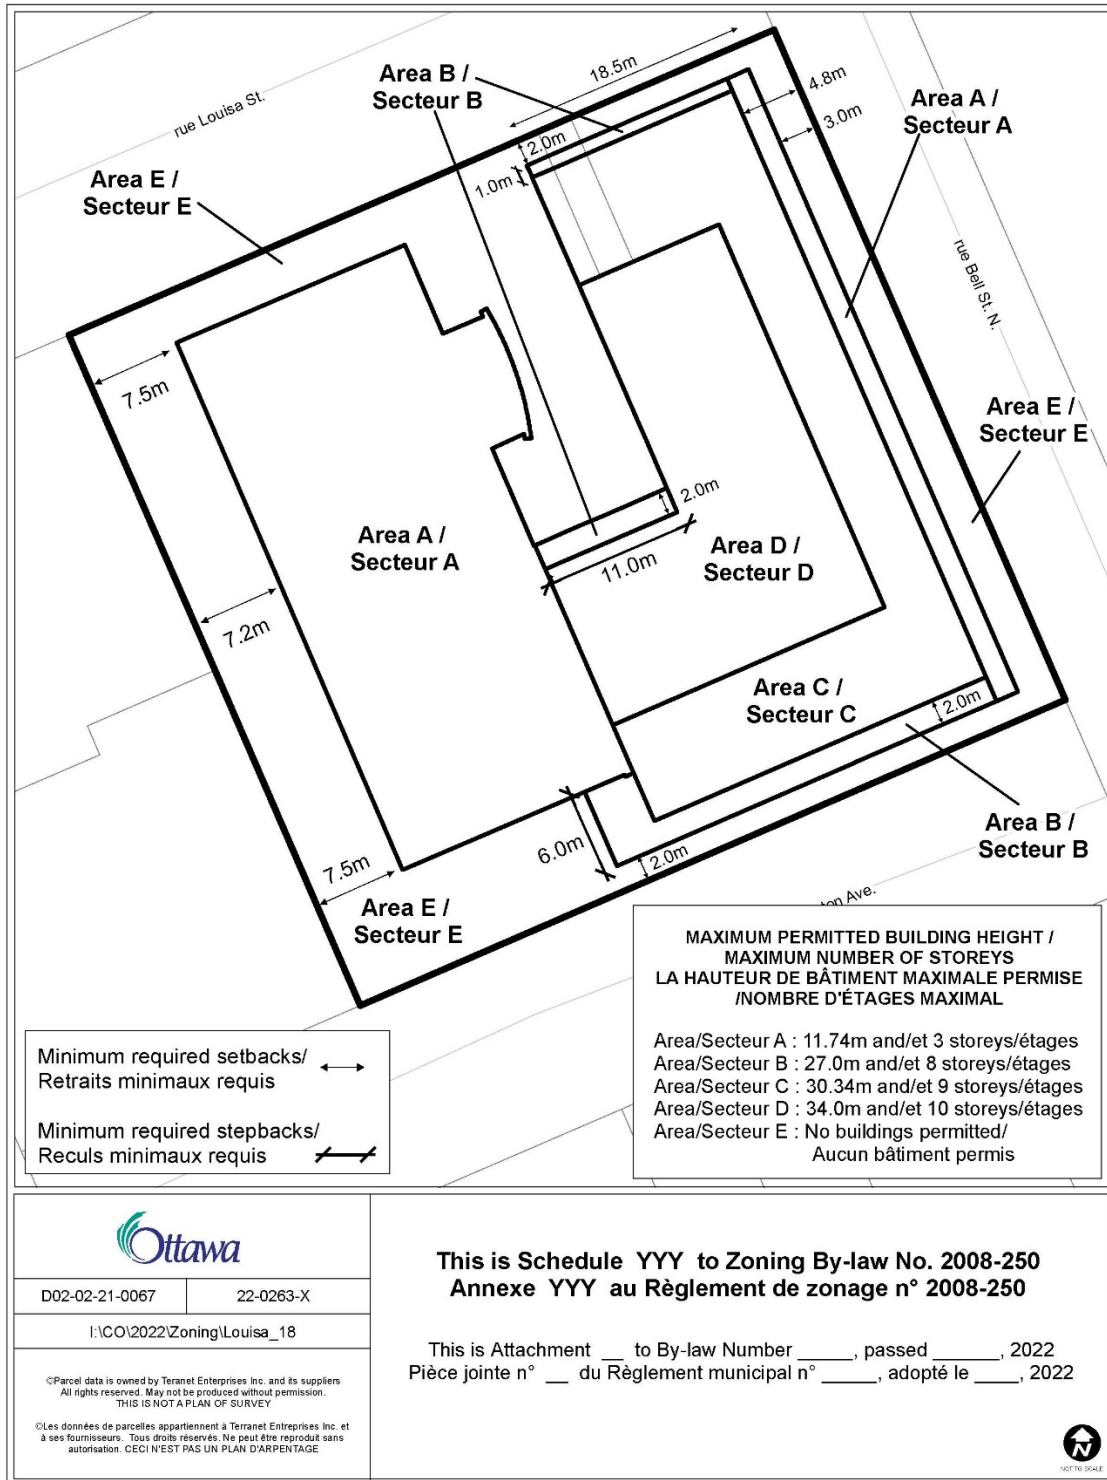 rue Louisa St.
Area B /
Secteur B
18.5m
4.8m
3.0m
Area A /
Secteur A
Area E /
Secteur E
2.0m
1.0m
rue Bell St. N.
7.5m
Area E /
Secteur E
Area A /
Secteur A
2.0m
11.0m
Area D /
Secteur D
7.2m
Area C /
Secteur C
2.0m
Area B /
Secteur B
6.0m
2.0m
7.5m
Area E /
Secteur E
Ave.
MAXIMUM PERMITTED BUILDING HEIGHT /
MAXIMUM NUMBER OF STOREYS
LA HAUTEUR DE BÂTIMENT MAXIMALE PERMISE
/NOMBRE D'ÉTAGES MAXIMAL
Area/Secteur A : 11.74m and/et 3 storeys/étages
Area/Secteur B : 27.0m and/et 8 storeys/étages
Area/Secteur C : 30.34m and/et 9 storeys/étages
Area/Secteur D : 34.0m and/et 10 storeys/étages
Area/Secteur E : No buildings permitted/
Aucun bâtiment permis
Minimum required setbacks/
Retraits minimaux requis
Minimum required stepbacks/
Reculs minimaux requis
Ottawa
D02-02-21-0067 22-0263-X
I:\CO\2022\Zoning\Louisa_18
©Parcel data is owned by Teranet Enterprises Inc. and its suppliers
All rights reserved. May not be produced without permission.
THIS IS NOT A PLAN OF SURVEY
©Les données de parcelles appartiennent à Terranet Entreprises Inc. et
à ses fournisseurs. Tous droits réservés. Ne peut être reproduit sans
autorisation. CECI N'EST PAS UN PLAN D'ARPENTAGE
This is Schedule YYY to Zoning By-law No. 2008-250
Annexe YYY au Règlement de zonage n° 2008-250
This is Attachment __ to By-law Number _____, passed ______, 2022
Pièce jointe n° __ du Règlement municipal n° _____, adopté le ____, 2022
N
NOT TO SCALE